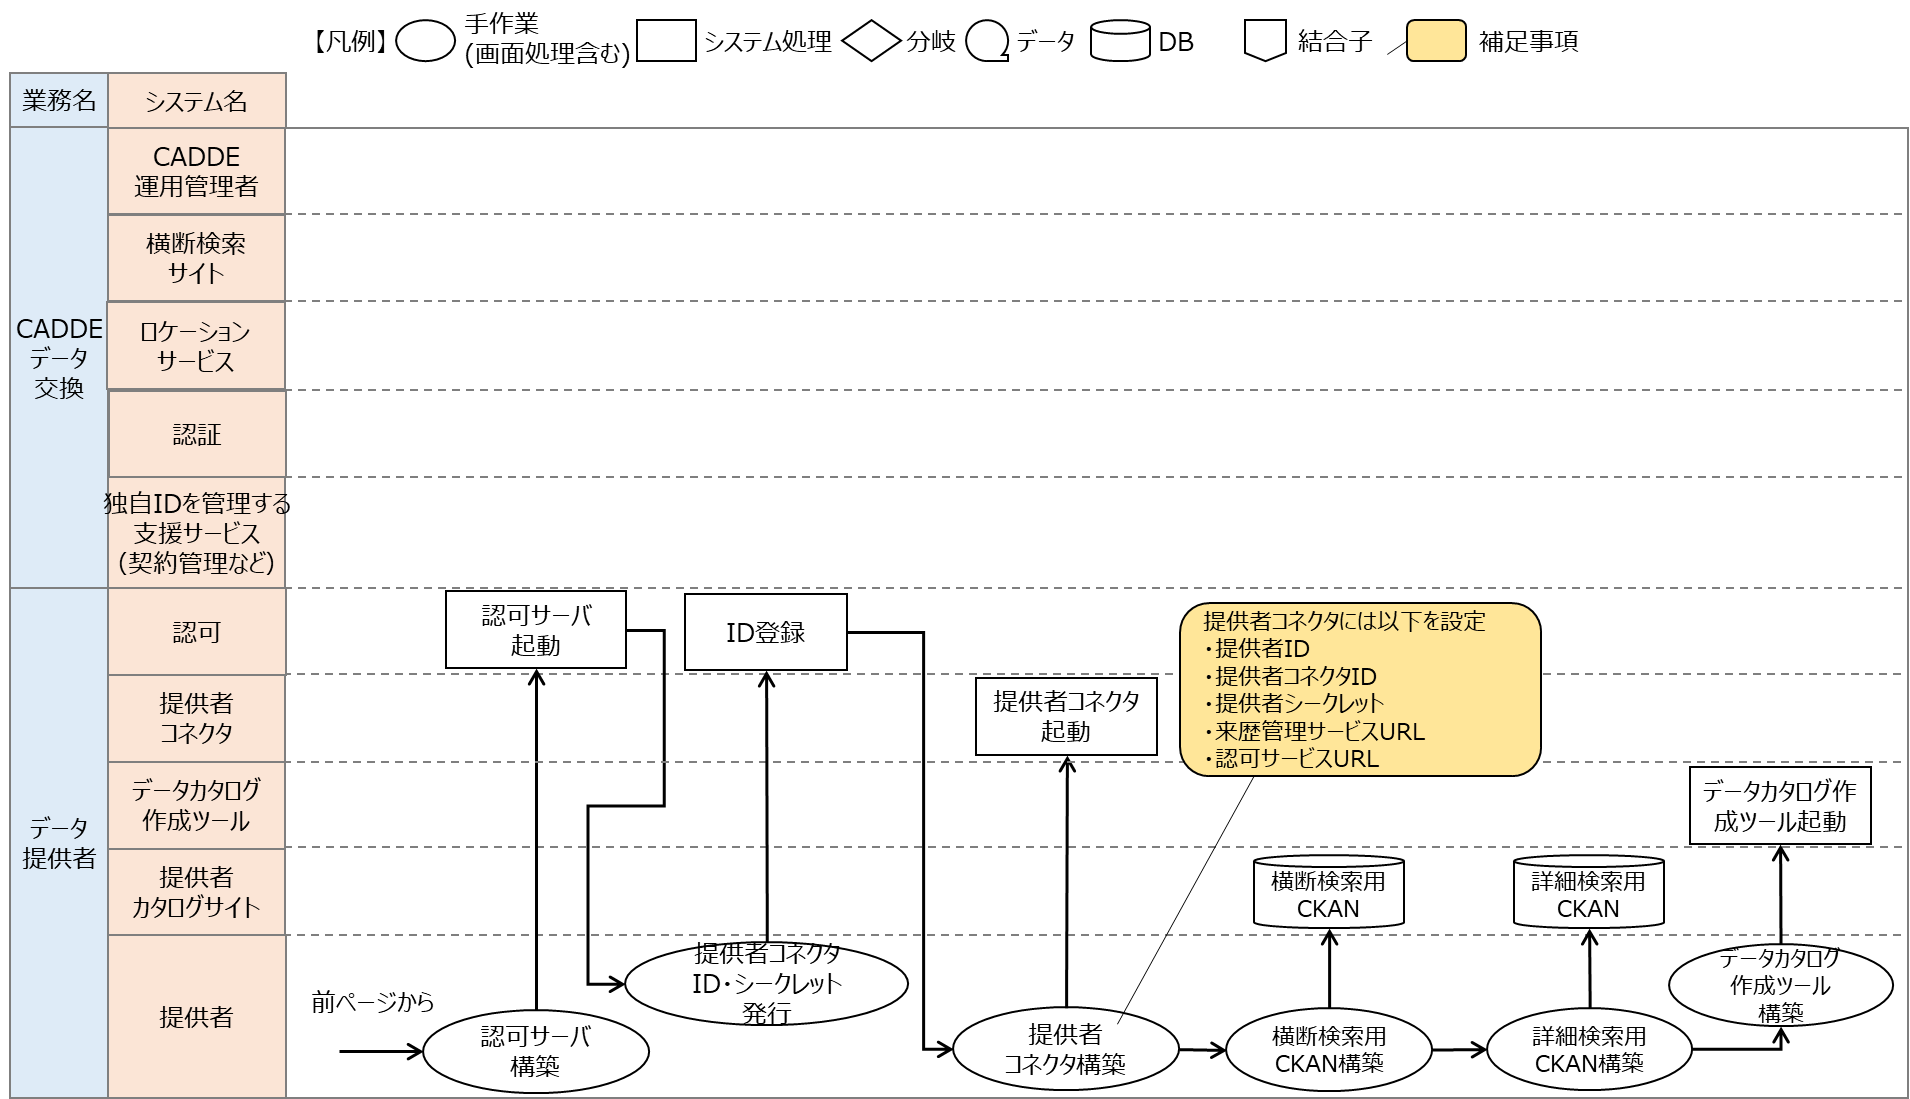 【凡例】
手作業
(画面処理含む)
システム処理
分岐
データ
DB
結合子
補足事項
業務名
システム名
CADDE
データ
交換
CADDE
運用管理者
横断検索
サイト
ロケーション
サービス
認証
独自IDを管理する
支援サービス
（契約管理など）
データ
提供者
認可
提供者
コネクタ
データカタログ
作成ツール
提供者
カタログサイト
提供者
認可サーバ
起動
ID登録
提供者コネクタ
起動
提供者コネクタには以下を設定
・提供者ID
・提供者コネクタID
・提供者シークレット
・来歴管理サービスURL
・認可サービスURL
データカタログ作
成ツール起動
横断検索用
CKAN
詳細検索用
CKAN
前ページから
認可サーバ
構築
提供者コネクタ
ID・シークレット
発行
提供者
コネクタ構築
横断検索用
CKAN構築
詳細検索用
CKAN構築
データカタログ
作成ツール
構築